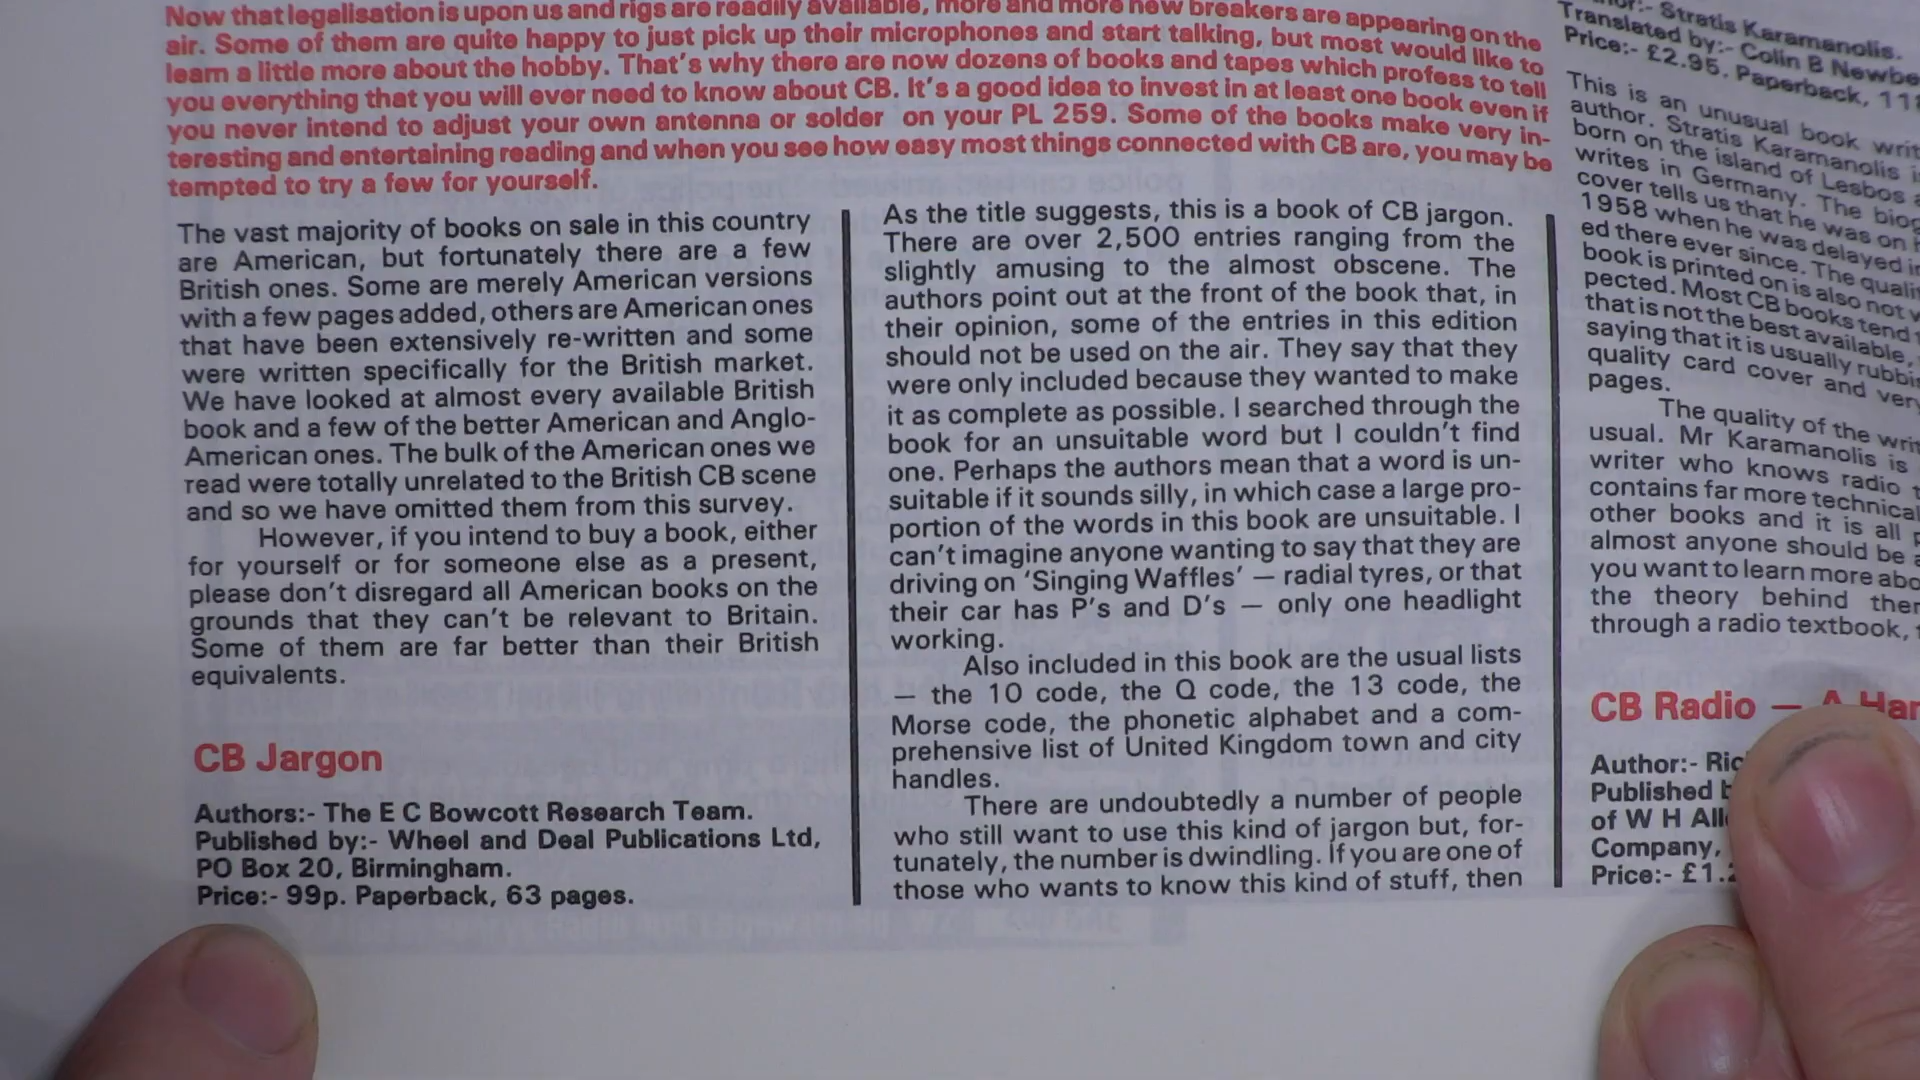 Now that legalisation is upon us and rigs are readily available, more and more new breakers are appearing on the
air. Some of them are quite happy to just pick up their microphones and start talking, but most would like to
learn a little more about the hobby. That's why there are now dozens of books and tapes which profess to tell
you everything that you will ever need to know about CB. It's a good idea to invest in at least one book even if
you never intend to adjust your own antenna or solder on your PL 259. Some of the books make very in-
teresting and entertaining reading and when you see how easy most things connected with CB are, you may be
tempted to try a few for yourself.
The vast majority of books on sale in this country
are American, but fortunately there are a few
British ones. Some are merely American versions
with a few pages added, others are American ones
that have been extensively re-written and some
were written specifically for the British market.
We have looked at almost every available British
book and a few of the better American and Anglo-
American ones. The bulk of the American ones we
read were totally unrelated to the British CB scene
and so we have omitted them from this survey.
However, if you intend to buy a book, either
for yourself or for someone else as a present,
please don't disregard all American books on the
grounds that they can't be relevant to Britain.
Some of them are far better than their British
equivalents.
CB Jargon
Authors:- The E C Bowcott Research Team.
Published by:- Wheel and Deal Publications Ltd,
PO Box 20, Birmingham.
Price:- 99p. Paperback, 63 pages.
As the title suggests, this is a book of CB jargon.
There are over 2,500 entries ranging from the
slightly amusing to the almost obscene. The
authors point out at the front of the book that, in
their opinion, some of the entries in this edition
should not be used on the air. They say that they
were only included because they wanted to make
it as complete as possible. I searched through the
book for an unsuitable word but I couldn't find
one. Perhaps the authors mean that a word is un-
suitable if it sounds silly, in which case a large pro-
portion of the words in this book are unsuitable. I
can't imagine anyone wanting to say that they are
driving on 'Singing Waffles' — radial tyres, or that
their car has P's and D's — only one headlight
working.
Also included in this book are the usual lists
— the 10 code, the Q code, the 13 code, the
Morse code, the phonetic alphabet and a com-
prehensive list of United Kingdom town and city
handles.
There are undoubtedly a number of people
who still want to use this kind of jargon but, for-
tunately, the number is dwindling. If you are one of
those who wants to know this kind of stuff, then
Stratis Karamanolis.
Translated by:- Colin B
Price:- £2.95. Paperback,
This is an unusual book
author. Stratis Karamanolis
born on the island of Lesbos
writes in Germany. The
cover tells us that he was on
1958 when he was delayed
ed there ever since. The
book is printed on is also not
pected. Most CB books tend
that is not the best available,
saying that it is usually
quality card cover and
pages.
The quality of the
usual. Mr Karamanolis is
writer who knows radio
contains far more technical
other books and it is all
almost anyone should be
you want to learn more
the theory behind
through a radio textbook,
CB Radio — A
Author:-
Published
of W H
Company,
Price:-